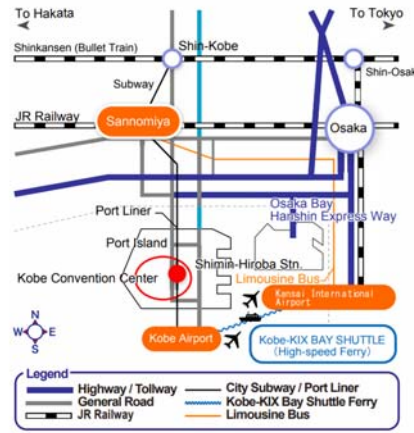 To Hakata
To Tokyo
Shinkansen (Bullet Train)
Shin-Kobe
Shin-Osaka
Subway
JR Railway
Sannomiya
Osaka
Osaka Bay
Hanshin Express Way
Port Liner
Port Island
Shimin-Hiroba Stn.
Kobe Convention Center
Limousine Bus
Kansai International
Airport
Kobe Airport
Kobe-KIX BAY SHUTTLE
(High-speed Ferry)
N
W
E
S
Legend
Highway / Tollway
City Subway / Port Liner
General Road
Kobe-KIX Bay Shuttle Ferry
JR Railway
Limousine Bus